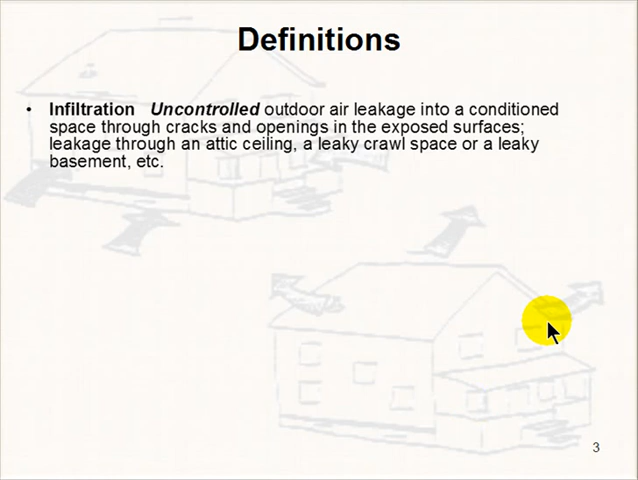 Definitions
• Infiltration Uncontrolled outdoor air leakage into a conditioned
space through cracks and openings in the exposed surfaces;
leakage through an attic ceiling, a leaky crawl space or a leaky
basement, etc.
3